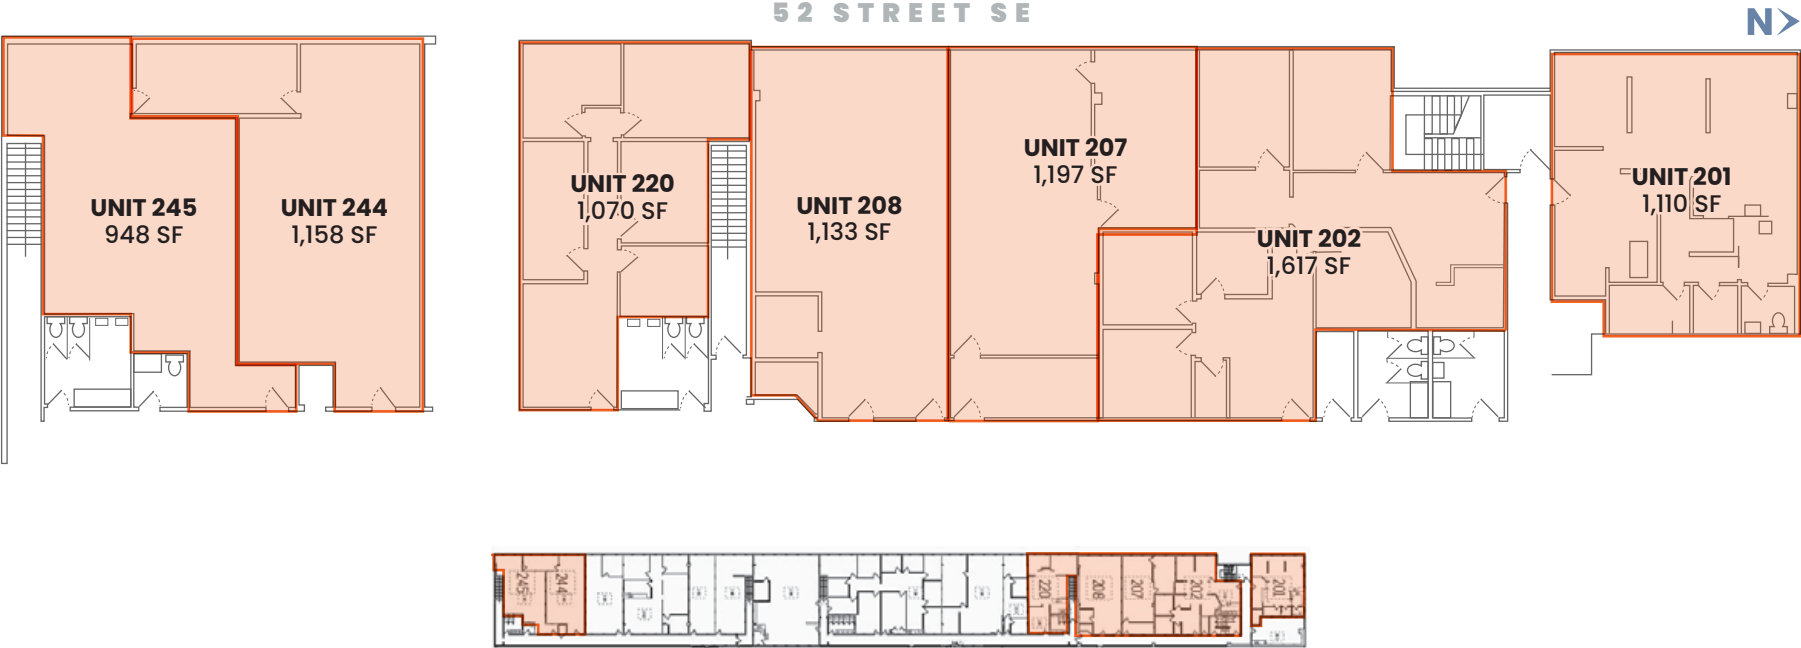 52 STREET SE
N
UNIT 245
948 SF
UNIT 244
1,158 SF
UNIT 220
1,070 SF
UNIT 208
1,133 SF
UNIT 207
1,197 SF
UNIT 202
1,617 SF
UNIT 201
1,110 SF
245
244
220
208
207
202
201